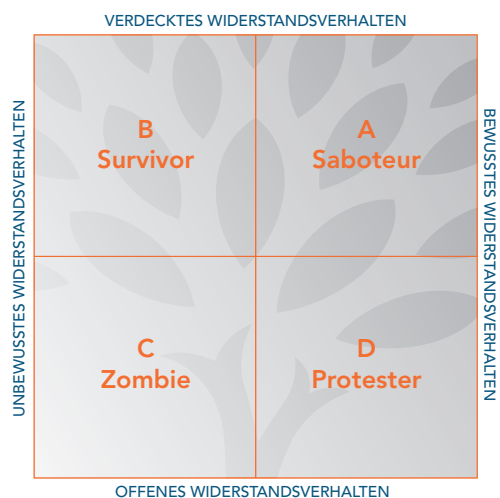 VERDECKTES WIDERSTANDSVERHALTEN
UNBEWUSSTES WIDERSTANDSVERHALTEN
B
Survivor
A
Saboteur
BEWUSSTES WIDERSTANDSVERHALTEN
C
Zombie
D
Protester
OFFENES WIDERSTANDSVERHALTEN